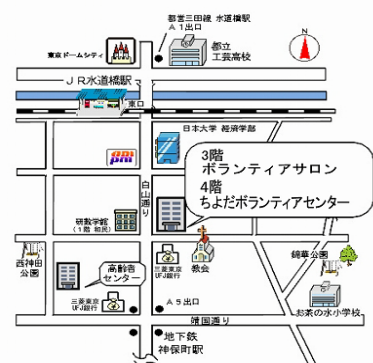 都営三田線 水道橋駅
A1出口
N
東京ドームシティ
都立
工芸高校
JR水道橋駅
東口
日本大学 経済学部
am
pm
3階
ボランティアサロン
4階
ちよだボランティアセンター
白山通り
研数学館
(1階 和民)
西神田
公園
高齢者
センター
三菱東京
UFJ銀行
教会
錦華公園
三菱東京
UFJ銀行
A5出口
お茶の水小学校
靖国通り
地下鉄
神保町駅